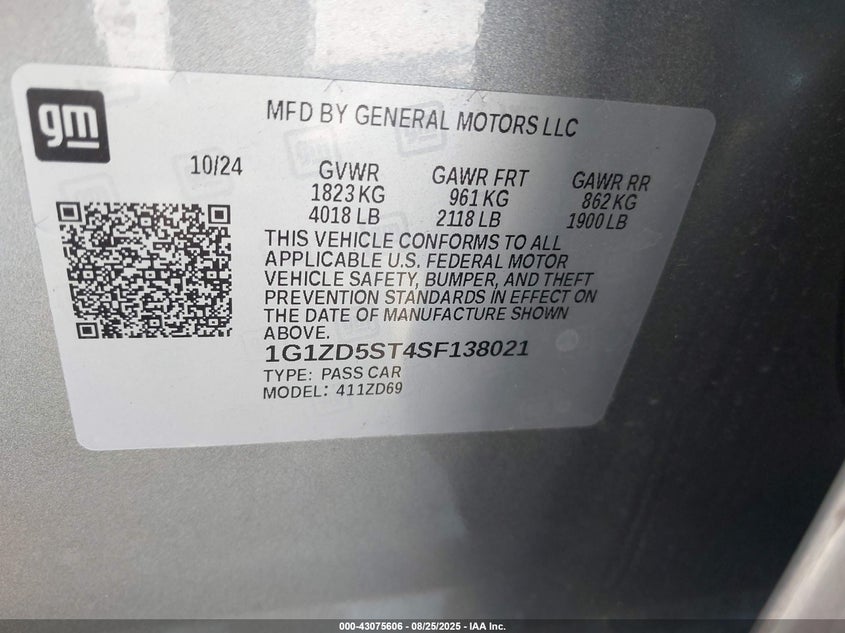 gm
MFD BY GENERAL MOTORS LLC
10/24
GVWR GAWR FRT GAWR RR
1823 KG 961 KG 862 KG
4018 LB 2118 LB 1900 LB
THIS VEHICLE CONFORMS TO ALL
APPLICABLE U.S. FEDERAL MOTOR
VEHICLE SAFETY, BUMPER, AND THEFT
PREVENTION STANDARDS IN EFFECT ON
THE DATE OF MANUFACTURE SHOWN
ABOVE.
1G1ZD5ST4SF138021
TYPE: PASS CAR
MODEL: 411ZD69
000-43075606 - 08/25/2025 - IAA Inc.